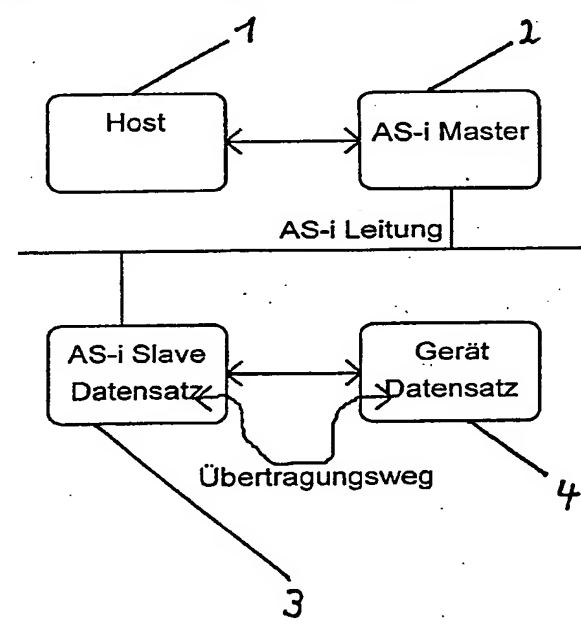 1
2
Host
AS-i Master
AS-i Leitung
AS-i Slave
Datensatz
Gerät
Datensatz
Übertragungsweg
4
3